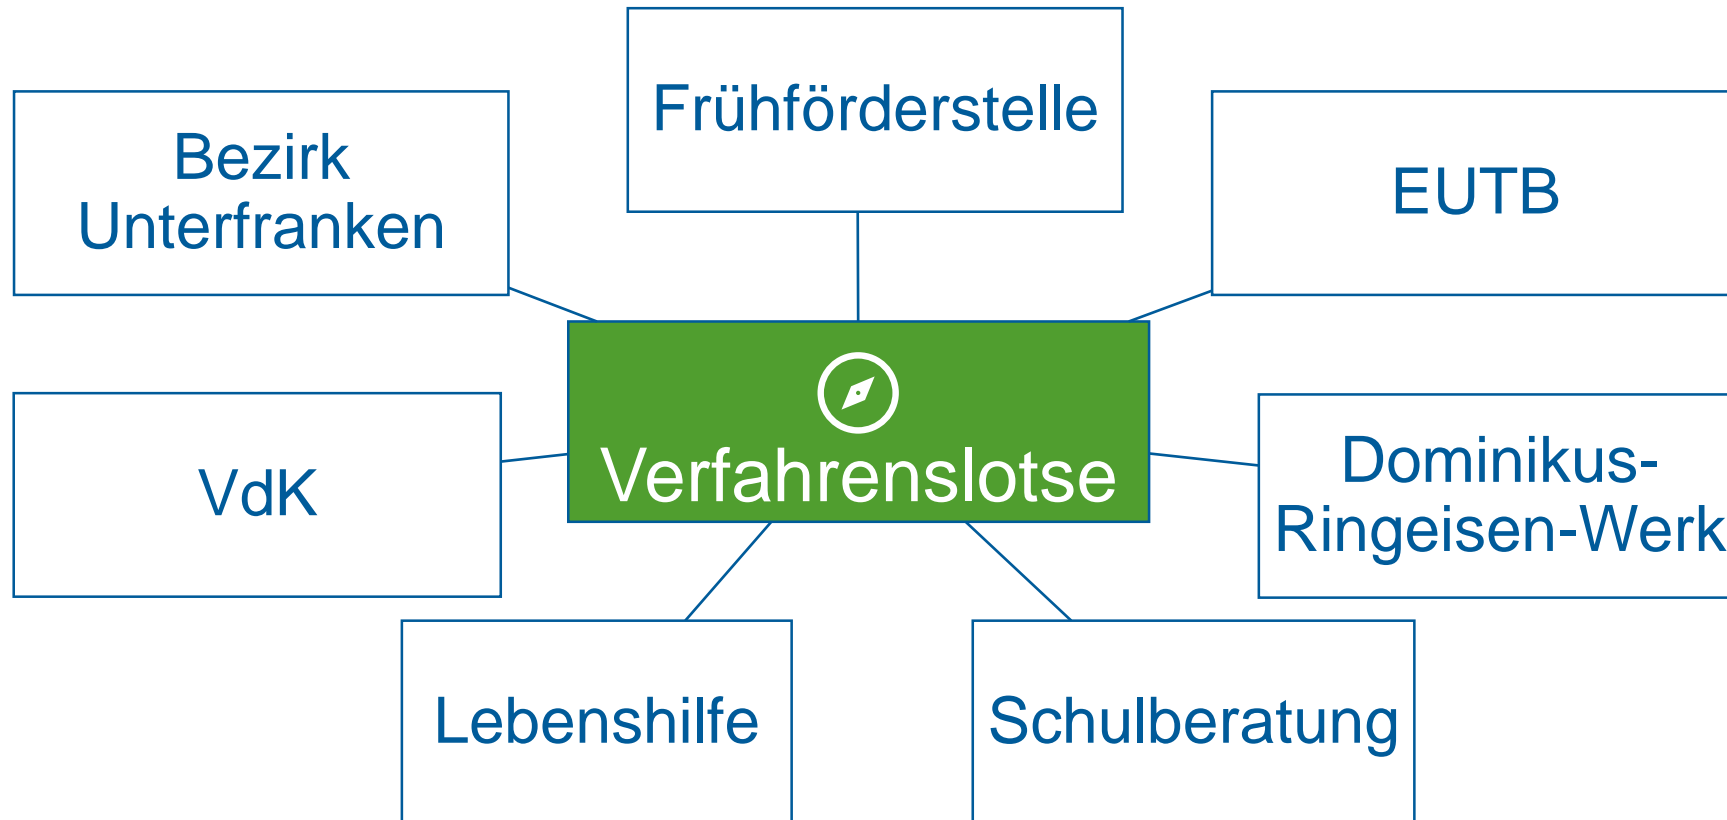 Frühförderstelle
Bezirk
Unterfranken
EUTB
Verfahrenslotse
VdK
Dominikus-
Ringeisen-Werk
Lebenshilfe
Schulberatung